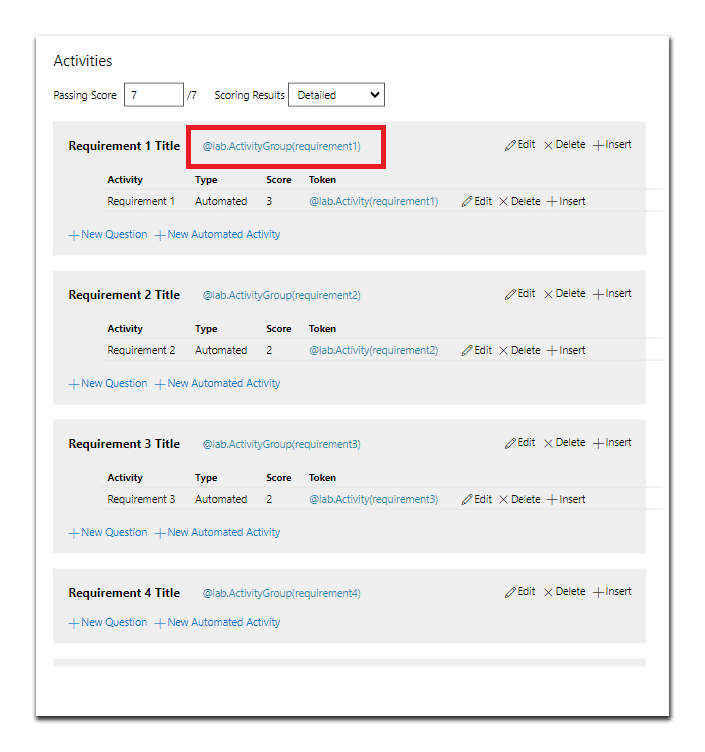 Activities
Passing Score 7 /7 Scoring Results Detailed
Requirement 1 Title @lab.ActivityGroup(requirement1) Edit Delete Insert
Activity Type Score Token
Requirement 1 Automated 3 @lab.Activity(requirement1) Edit Delete Insert
New Question New Automated Activity
Requirement 2 Title @lab.ActivityGroup(requirement2) Edit Delete Insert
Activity Type Score Token
Requirement 2 Automated 2 @lab.Activity(requirement2) Edit Delete Insert
New Question New Automated Activity
Requirement 3 Title @lab.ActivityGroup(requirement3) Edit Delete Insert
Activity Type Score Token
Requirement 3 Automated 2 @lab.Activity(requirement3) Edit Delete Insert
New Question New Automated Activity
Requirement 4 Title @lab.ActivityGroup(requirement4) Edit Delete Insert
New Question New Automated Activity